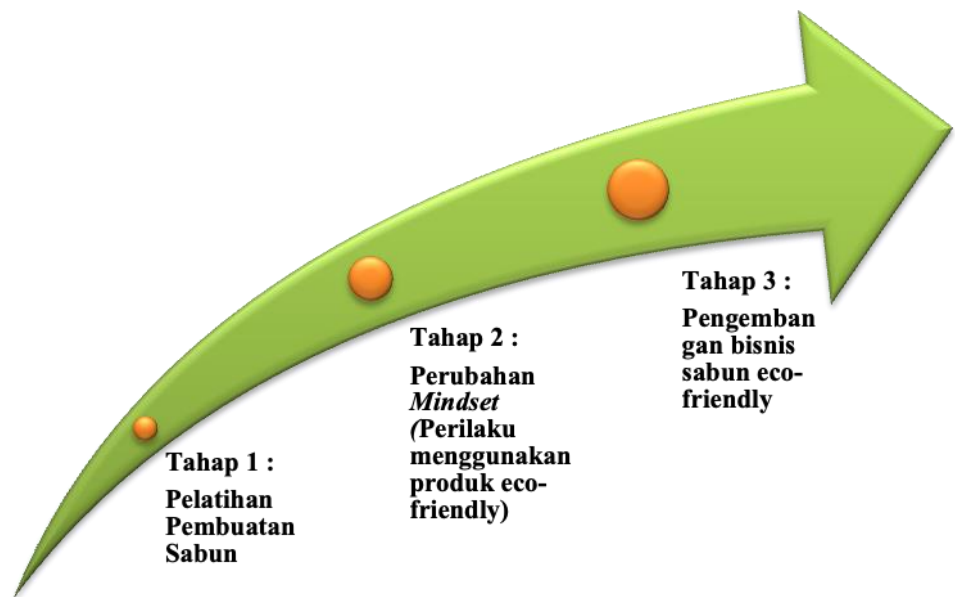 Tahap 1 :
Pelatihan
Pembuatan
Sabun
Tahap 2 :
Perubahan
Mindset
(Perilaku
menggunakan
produk eco-
friendly)
Tahap 3 :
Pengemban
gan bisnis
sabun eco-
friendly